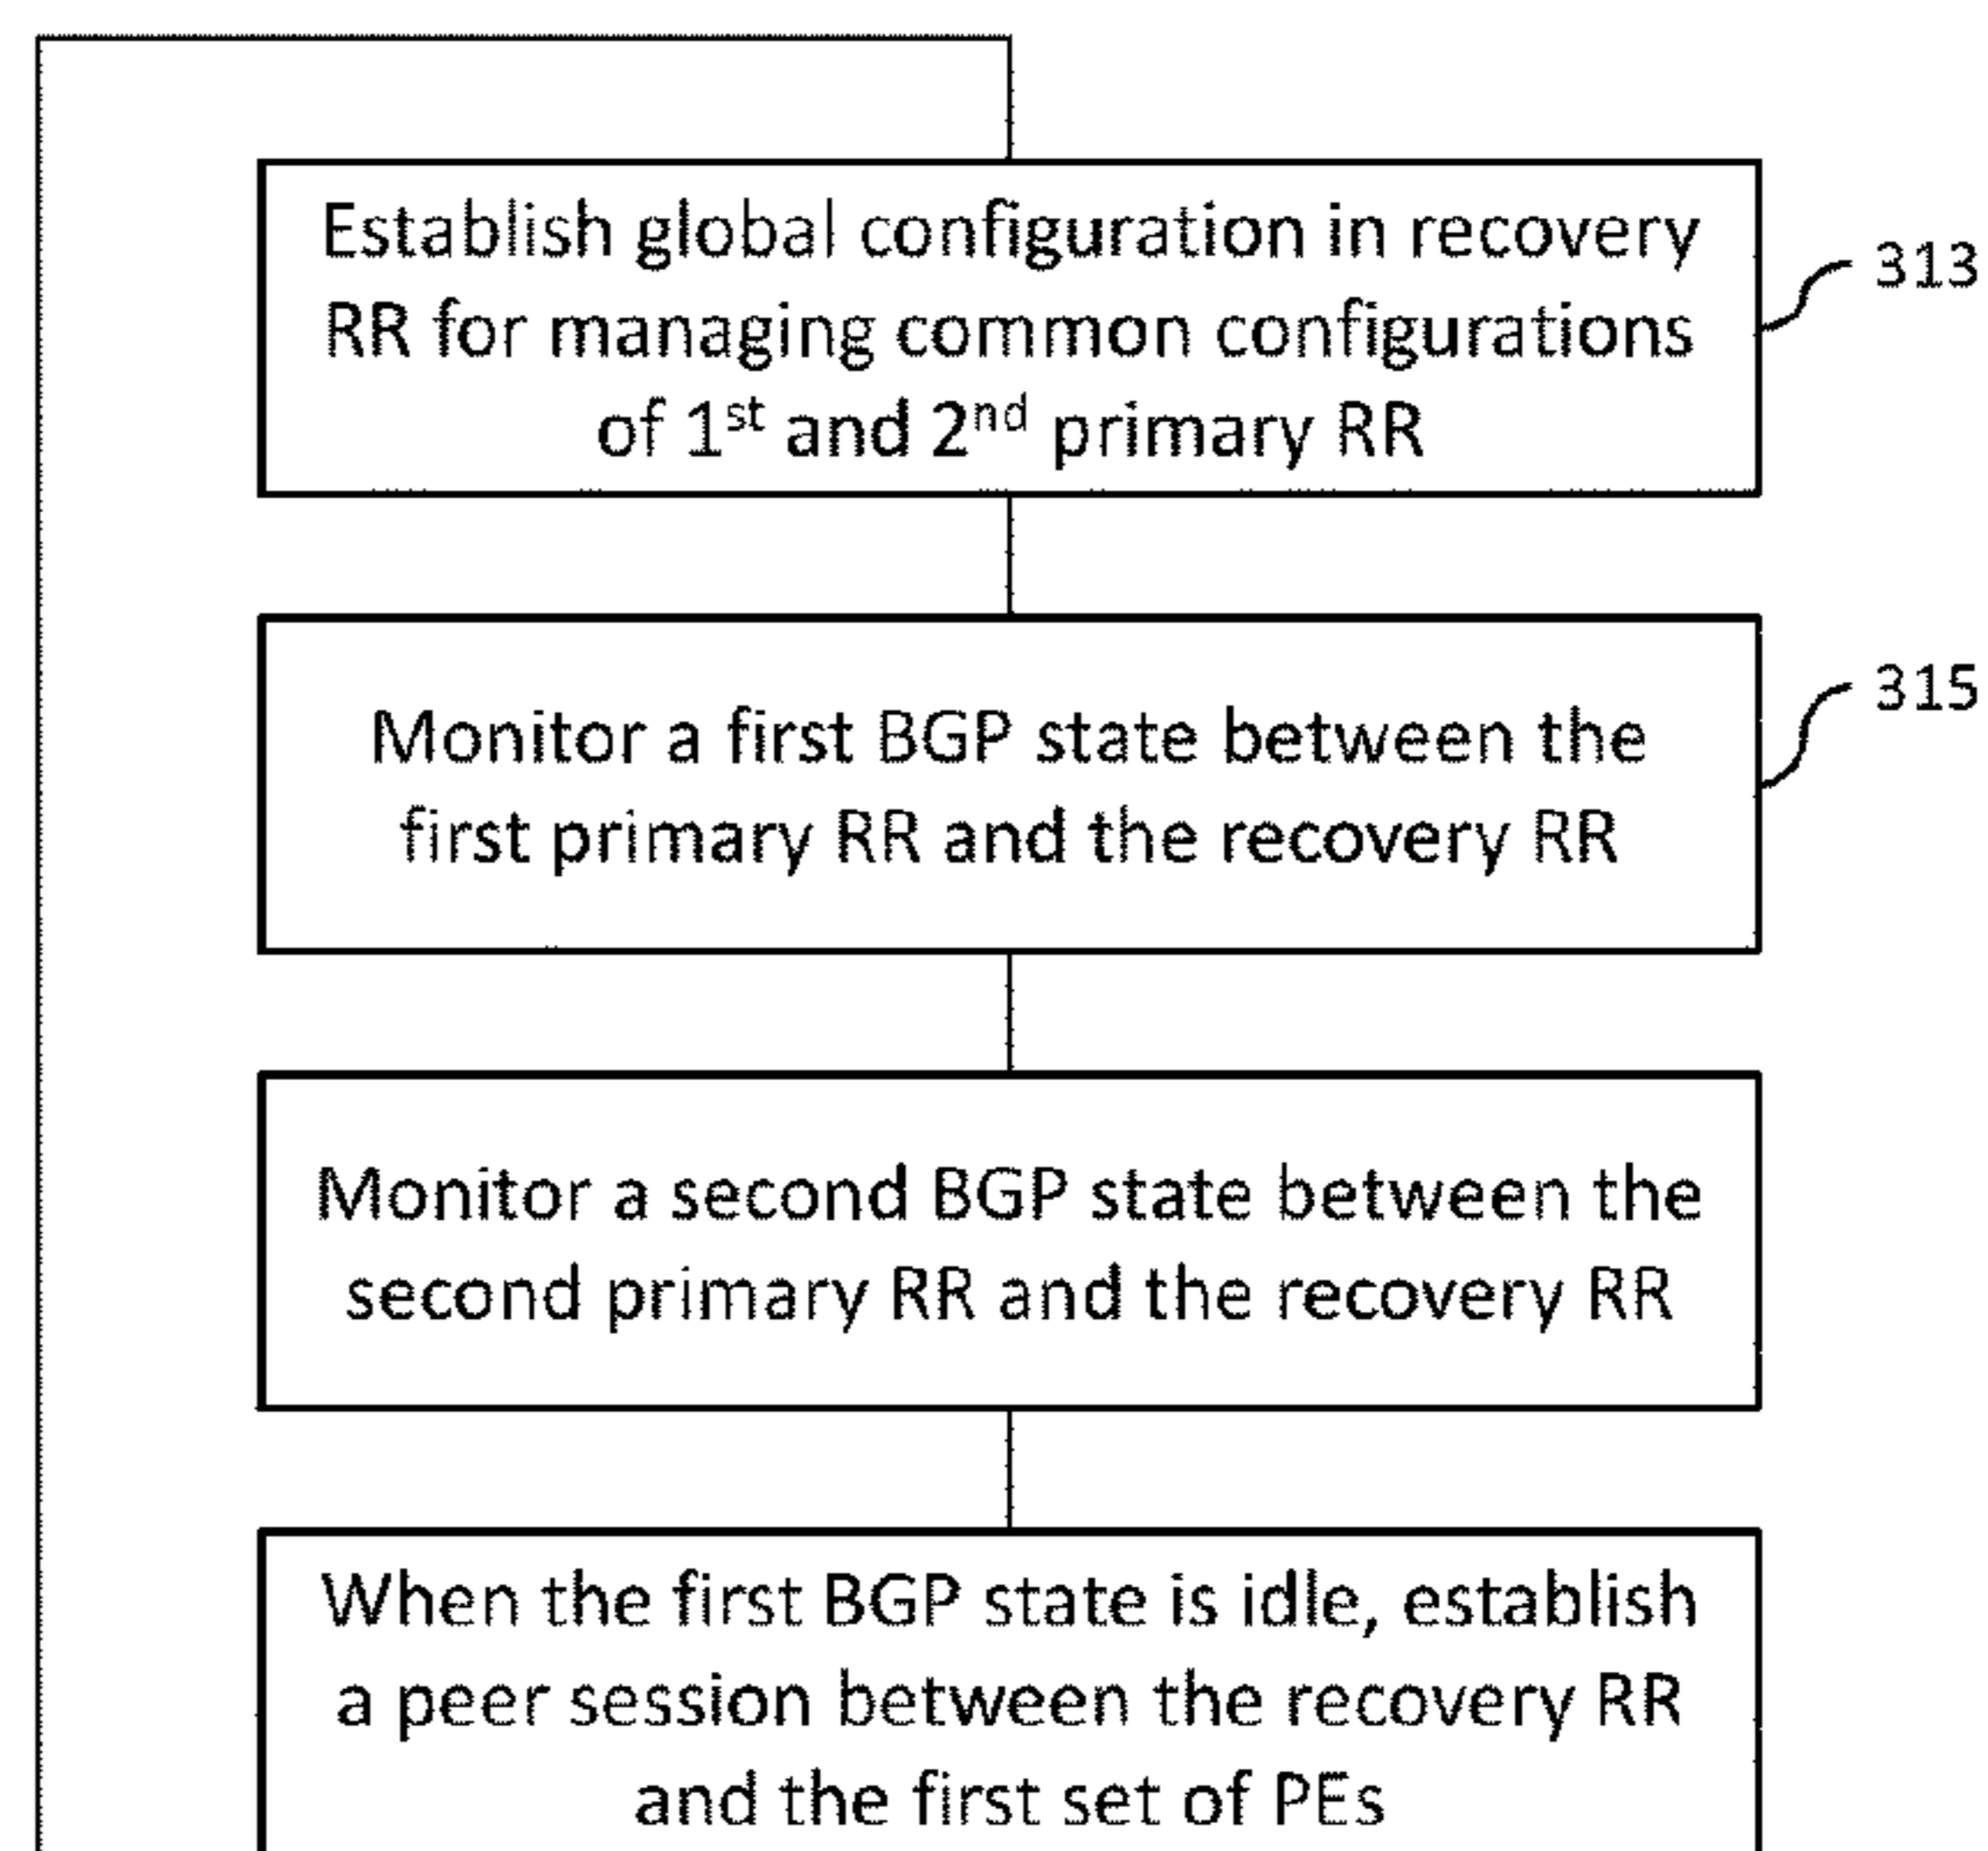 Establish global configuration in recovery
RR for managing common configurations
of 1st and 2nd primary RR
313
Monitor a first BGP state between the
first primary RR and the recovery RR
315
Monitor a second BGP state between the
second primary RR and the recovery RR
When the first BGP state is idle, establish
a peer session between the recovery RR
and the first set of PEs